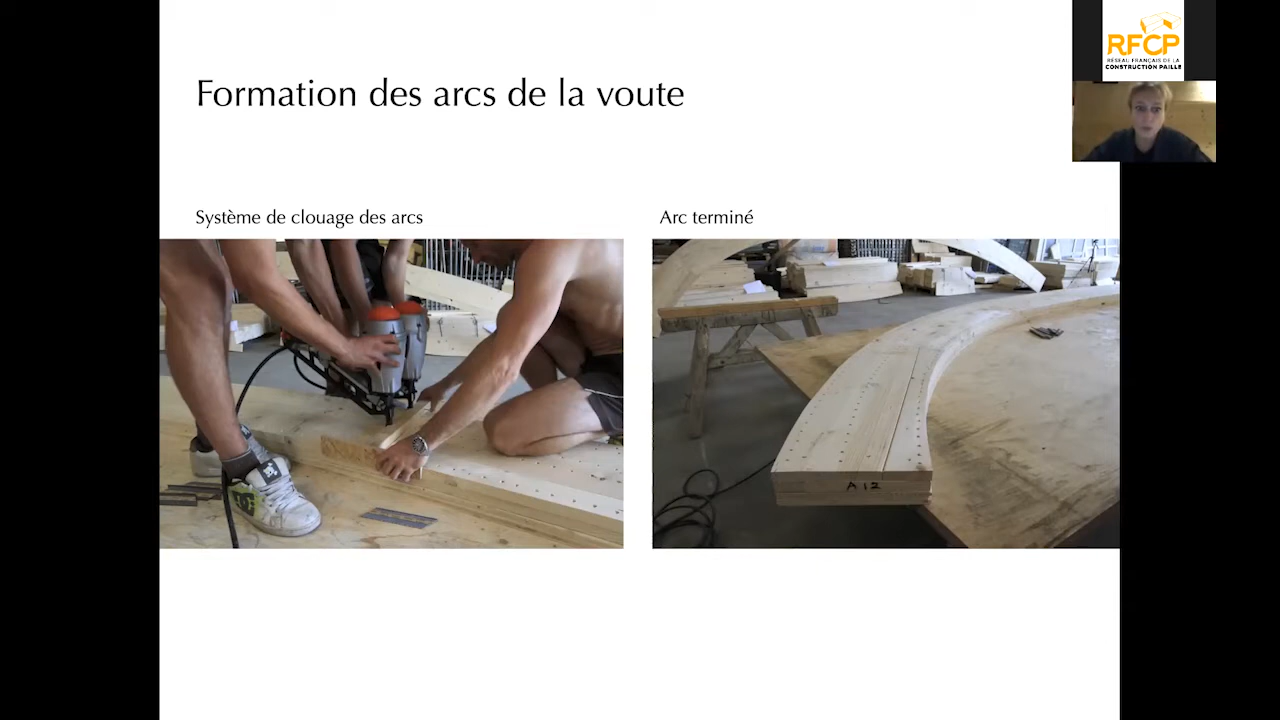 Formation des arcs de la voute
RFCP
RÉSEAU FRANÇAIS DE LA
CONSTRUCTION PAILLE
Système de clouage des arcs
Arc terminé
A12